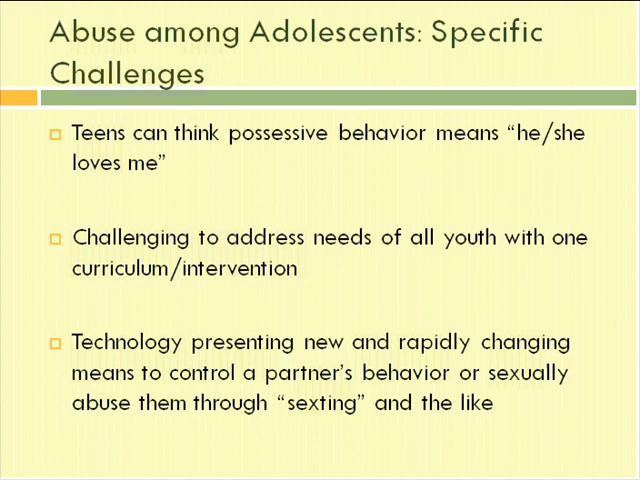 Abuse among Adolescents: Specific
Challenges
Teens can think possessive behavior means “he/she
loves me”
Challenging to address needs of all youth with one
curriculum/intervention
Technology presenting new and rapidly changing
means to control a partner’s behavior or sexually
abuse them through “sexting” and the like